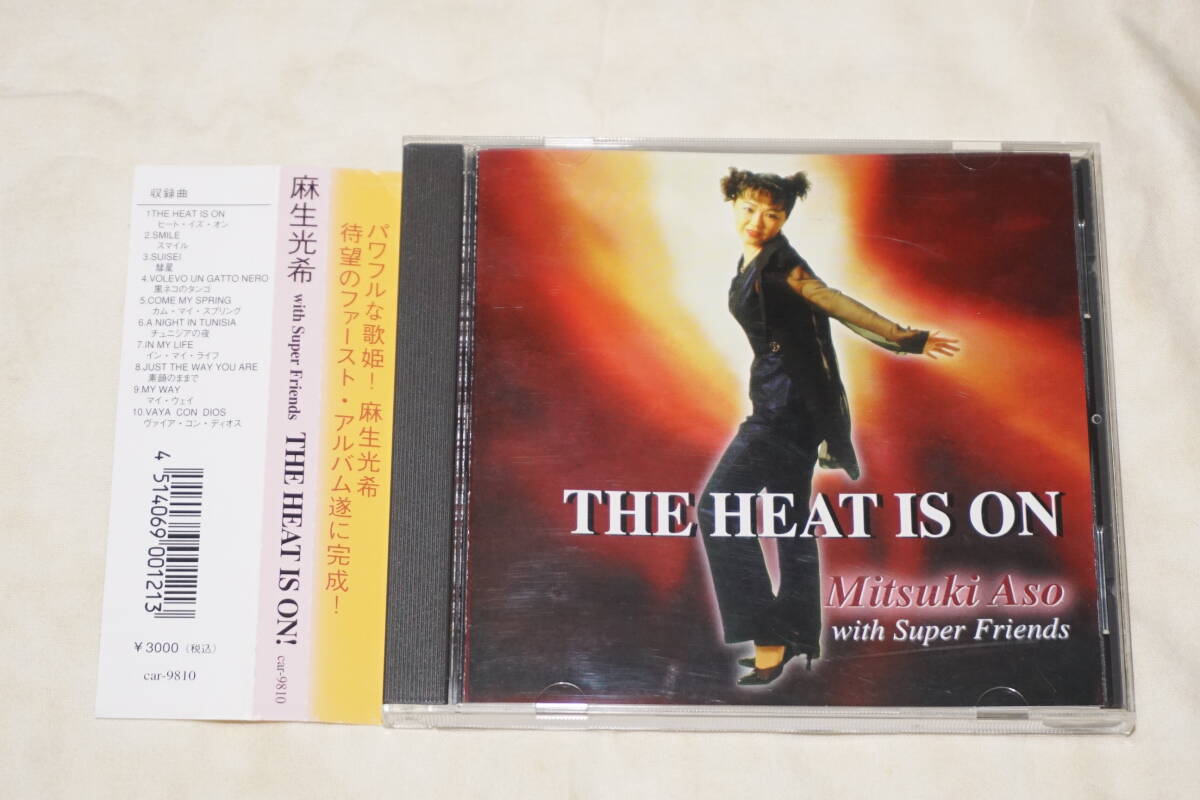 収録曲
1THE HEAT IS ON
ヒート・イズ・オン
2.SMILE
スマイル
3.SUISEI
彗星
4.VOLEVO UN GATTO NERO
黒ネコのタンゴ
5.COME MY SPRING
カム・マイ・スプリング
6.A NIGHT IN TUNISIA
チュニジアの夜
7.IN MY LIFE
イン・マイ・ライフ
8.JUST THE WAY YOU ARE
素顔のままで
9.MY WAY
マイ・ウェイ
10.VAYA CON DIOS
ヴァイア・コン・ディオス
4 514069 001213
¥3000(税込)
car-9810
麻生光希 with Super Friends THE HEAT IS ON! car-9810
パワフルな歌姫！麻生光希
待望のファースト・アルバム遂に完成！
THE HEAT IS ON
Mitsuki Aso
with Super Friends